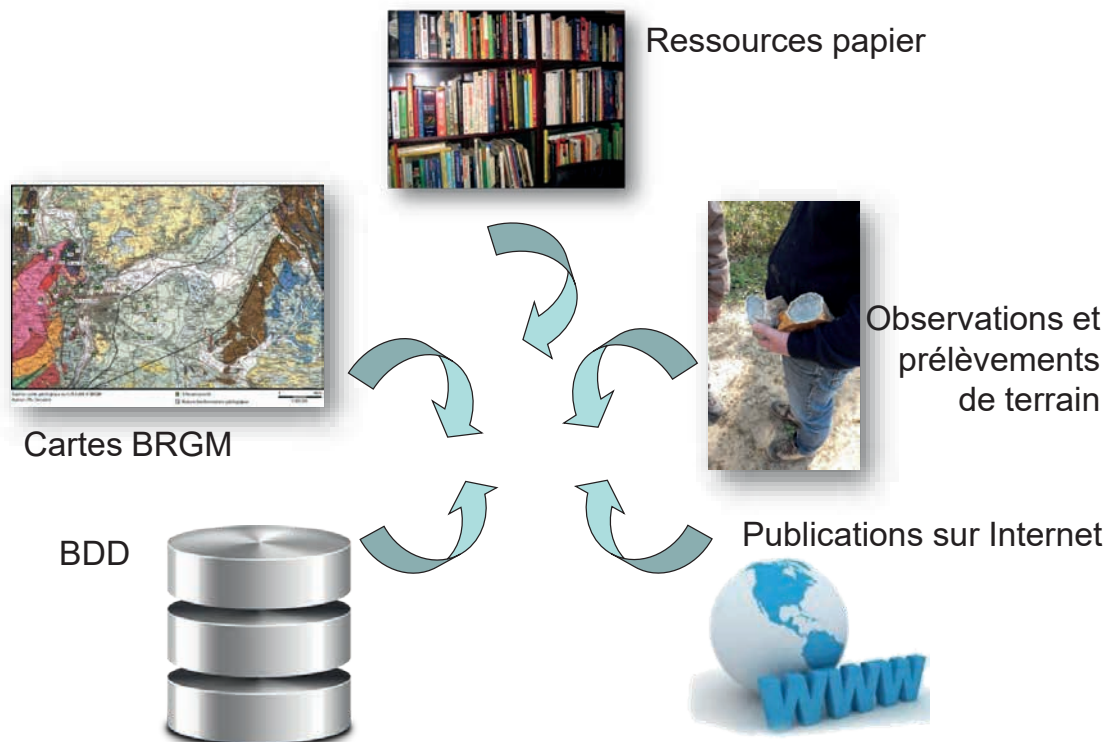 Ressources papier
Cartes BRGM
Observations et
prélèvements
de terrain
BDD
Publications sur Internet
WWW